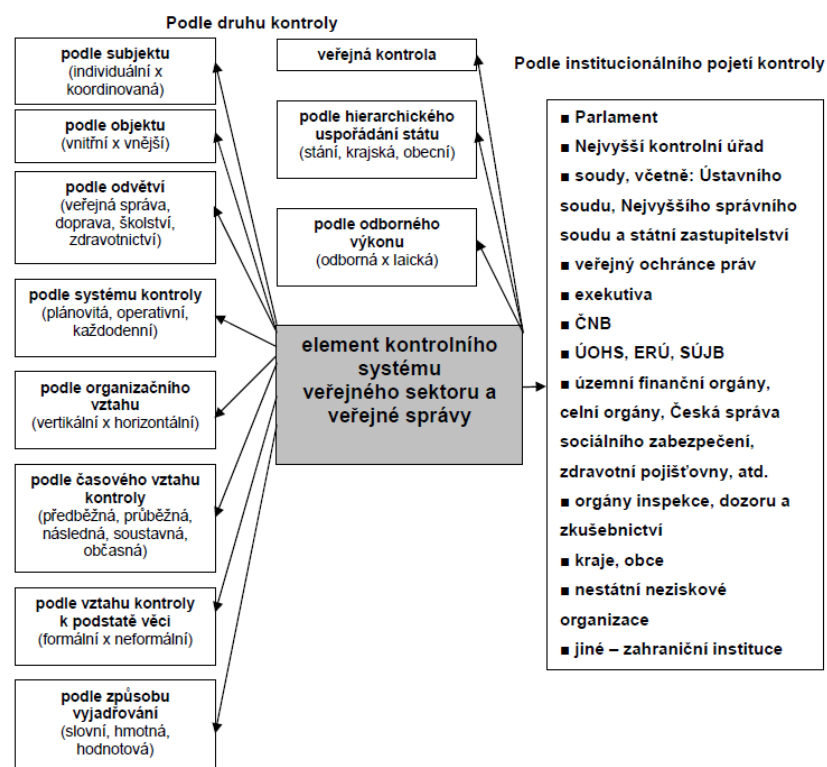 Podle druhu kontroly
podle subjektu
(individuální x
koordinovaná)
podle objektu
(vnitřní x vnější)
podle odvětví
(veřejná správa,
doprava, školství,
zdravotnictví)
podle systému kontroly
(plánovitá, operativní,
každodenní)
podle organizačního
vztahu
(vertikální x horizontální)
podle časového vztahu
kontroly
(předběžná, průběžná,
následná, soustavná,
občasná)
podle vztahu kontroly
k podstatě věci
(formální x neformální)
podle způsobu
vyjadřování
(slovní, hmotná,
hodnotová)
veřejná kontrola
podle hierarchického
uspořádání státu
(stání, krajská, obecní)
podle odborného
výkonu
(odborná x laická)
element kontrolního
systému
veřejného sektoru a
veřejné správy
Podle institucionálního pojetí kontroly
■ Parlament
■ Nejvyšší kontrolní úřad
■ soudy, včetně: Ústavního
soudu, Nejvyššího správního
soudu a státní zastupitelství
■ veřejný ochránce práv
■ exekutiva
■ ČNB
■ ÚOHS, ERÚ, SÚJB
■ územní finanční orgány,
celní orgány, Česká správa
sociálního zabezpečení,
zdravotní pojišťovny, atd.
■ orgány inspekce, dozoru a
zkušebnictví
■ kraje, obce
■ nestátní neziskové
organizace
■ jiné – zahraniční instituce